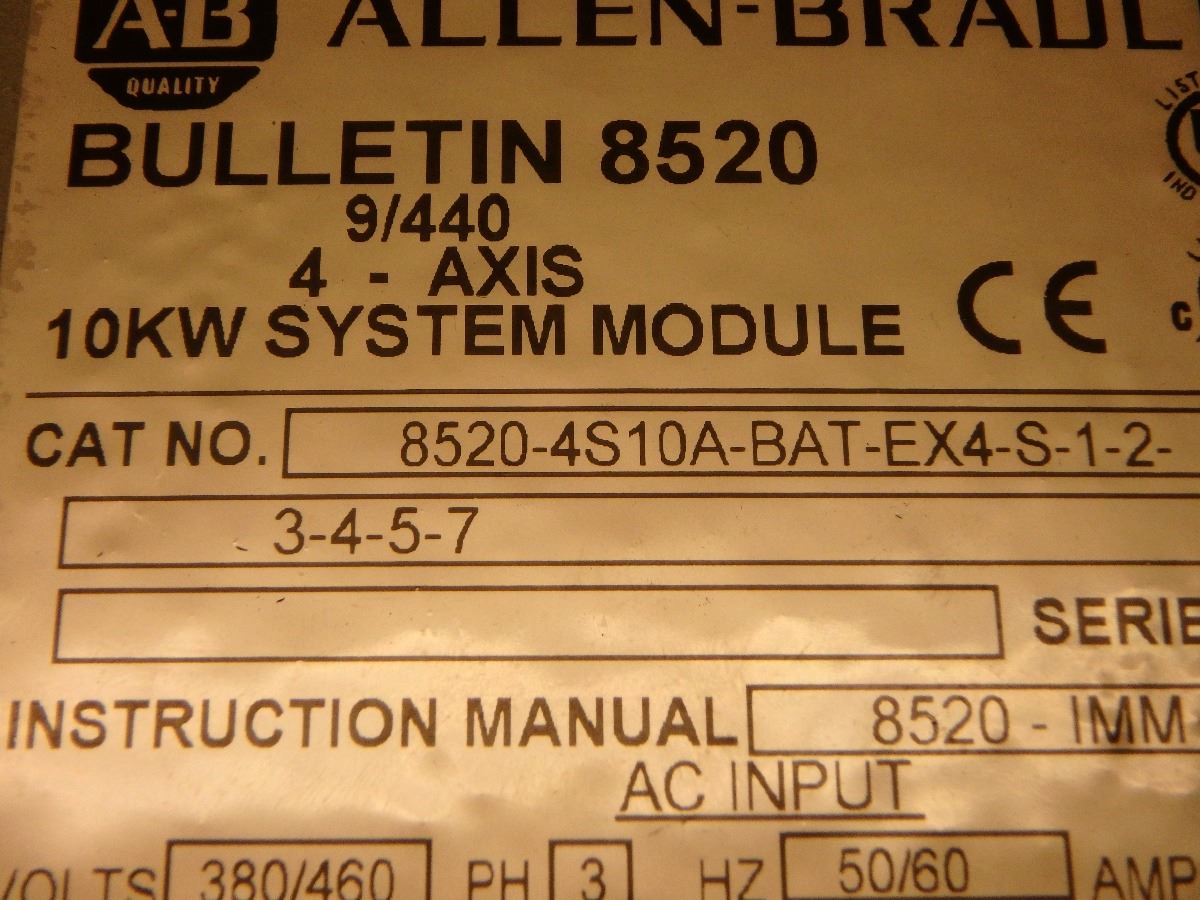 A-B ALLEN-BRADL
QUALITY
LIST
IND
BULLETIN 8520
9/440
4 - AXIS
10KW SYSTEM MODULE CE
C
CAT NO. 8520-4S10A-BAT-EX4-S-1-2-
3-4-5-7
SERIE
INSTRUCTION MANUAL 8520 - IMM
AC INPUT
VOLTS 380/460 PH 3 HZ 50/60 AMP